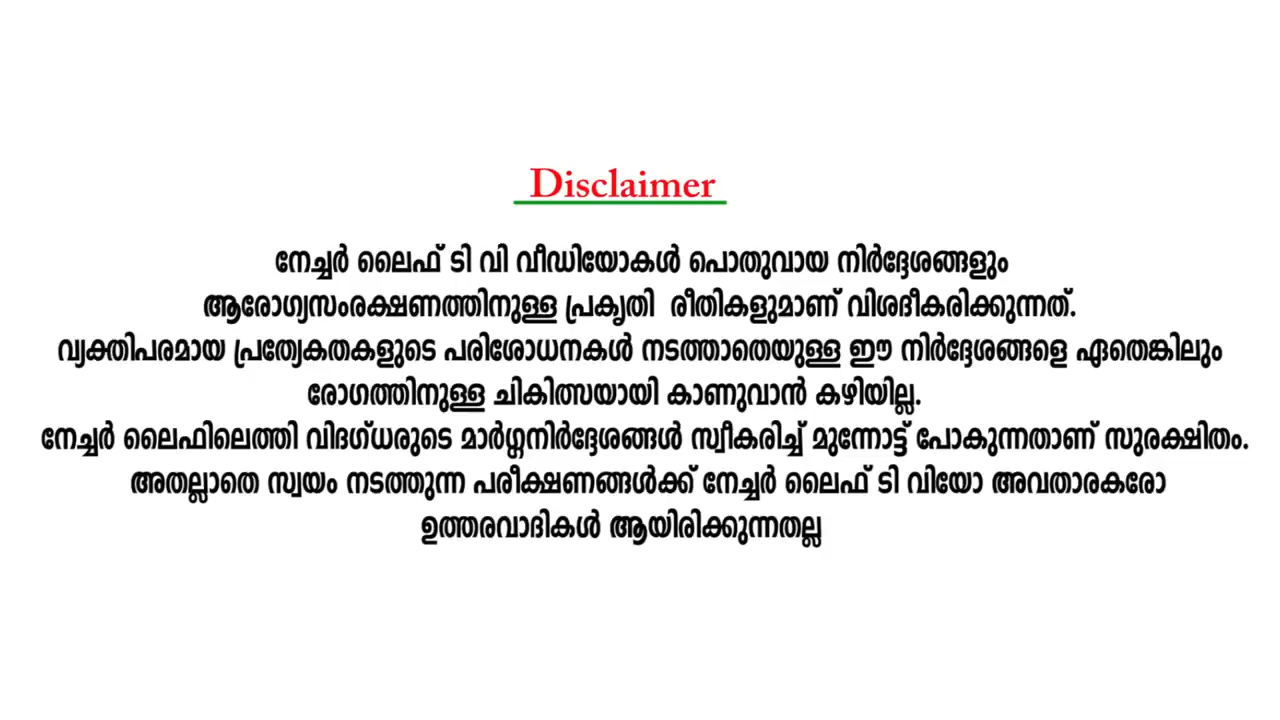 Disclaimer
നേച്ചർ ലൈഫ് ടി വി വീഡിയോകൾ പൊതുവായ നിർദ്ദേശങ്ങളും
ആരോഗ്യസംരക്ഷണത്തിനുള്ള പ്രകൃതി രീതികളുമാണ് വിശദീകരിക്കുന്നത്.
വ്യക്തിപരമായ പ്രത്യേകതകളുടെ പരിശോധനകൾ നടത്താതെയുള്ള ഈ നിർദ്ദേശങ്ങളെ ഏതെങ്കിലും
രോഗത്തിനുള്ള ചികിത്സയായി കാണുവാൻ കഴിയില്ല.
നേച്ചർ ലൈഫിലെത്തി വിദഗ്ധരുടെ മാർഗ്ഗനിർദ്ദേശങ്ങൾ സ്വീകരിച്ച് മുന്നോട്ട് പോകുന്നതാണ് സുരക്ഷിതം.
അതല്ലാതെ സ്വയം നടത്തുന്ന പരീക്ഷണങ്ങൾക്ക് നേച്ചർ ലൈഫ് ടി വിയോ അവതാരകരോ
ഉത്തരവാദികൾ ആയിരിക്കുന്നതല്ല